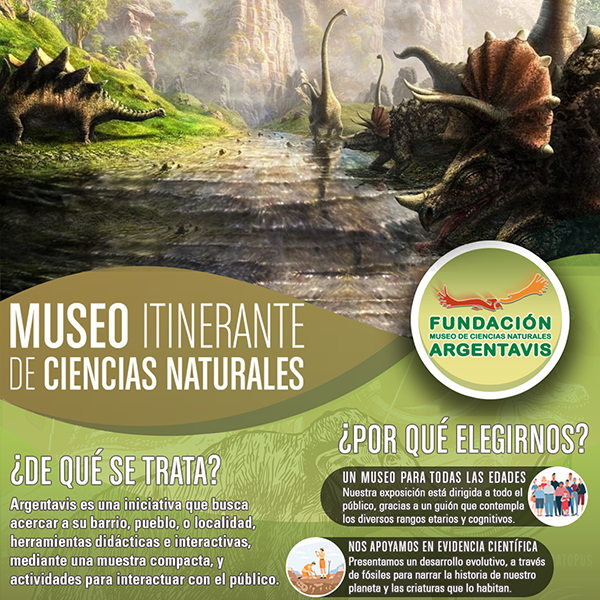 MUSEO ITINERANTE
DE CIENCIAS NATURALES
FUNDACIÓN
MUSEO DE CIENCIAS NATURALES
ARGENTAVIS
¿DE QUÉ SE TRATA?
Argentavis es una iniciativa que busca
acercar a su barrio, pueblo, o localidad,
herramientas didácticas e interactivas,
mediante una muestra compacta, y
actividades para interactuar con el público.
¿POR QUÉ ELEGIRNOS?
UN MUSEO PARA TODAS LAS EDADES
Nuestra exposición está dirigida a todo el
público, gracias a un guión que contempla
los diversos rangos etarios y cognitivos.
NOS APOYAMOS EN EVIDENCIA CIENTÍFICA
Presentamos un desarrollo evolutivo, a través
de fósiles para narrar la historia de nuestro
planeta y las criaturas que lo habitan.